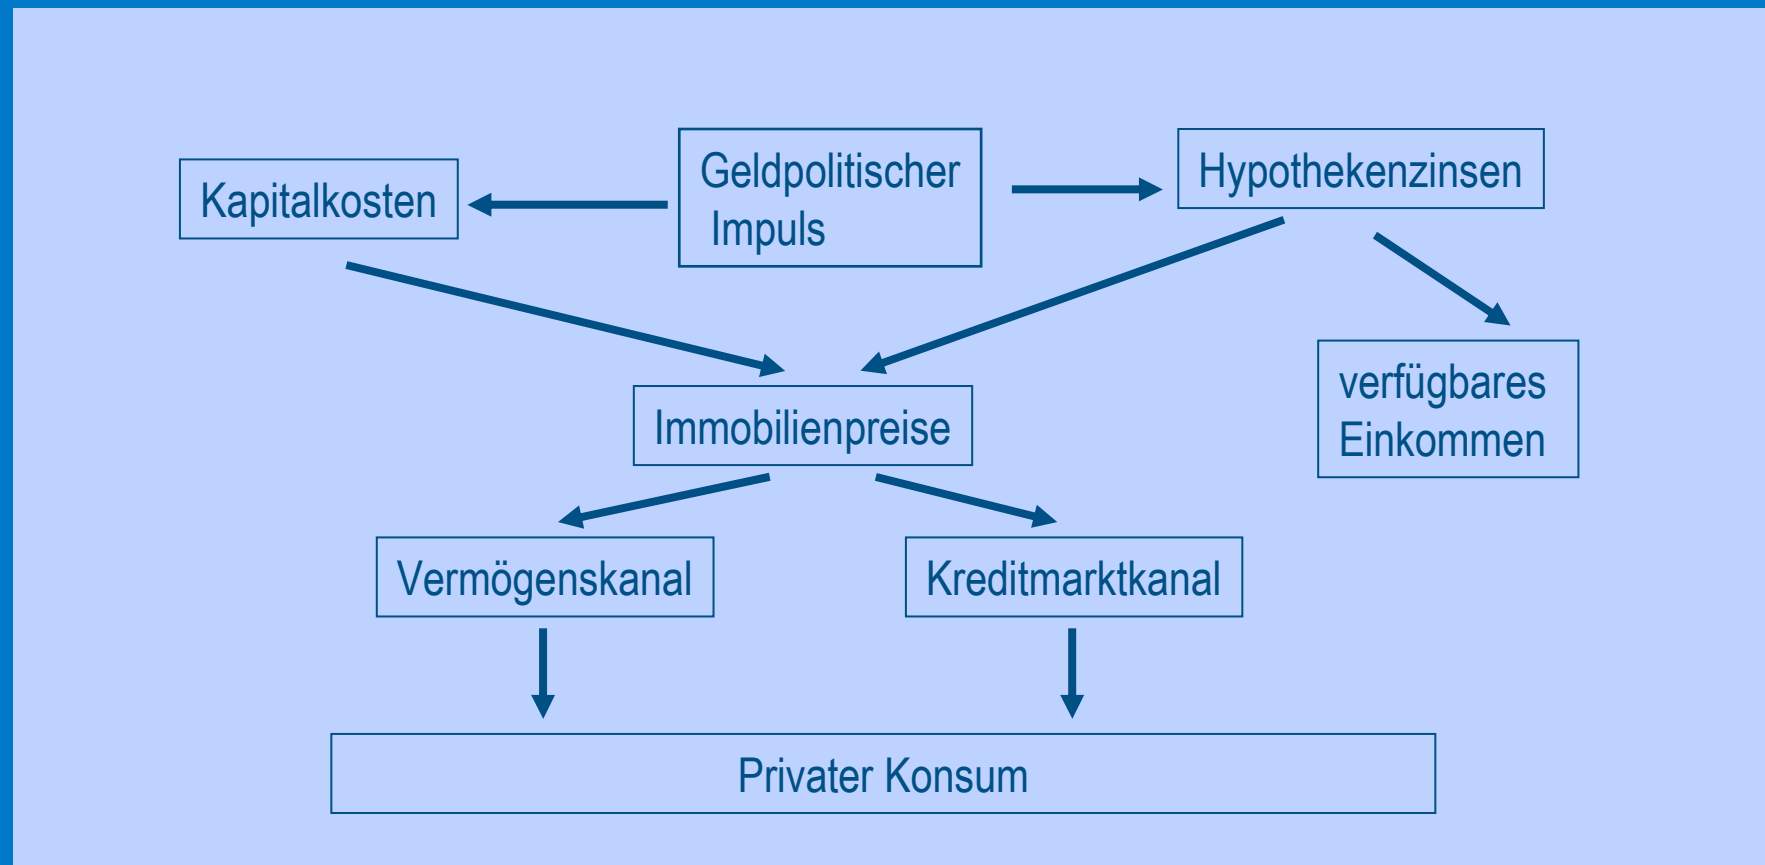 Geldpolitischer
Impuls
Kapitalkosten
Hypothekenzinsen
verfügbares
Einkommen
Immobilienpreise
Vermögenskanal
Kreditmarktkanal
Privater Konsum